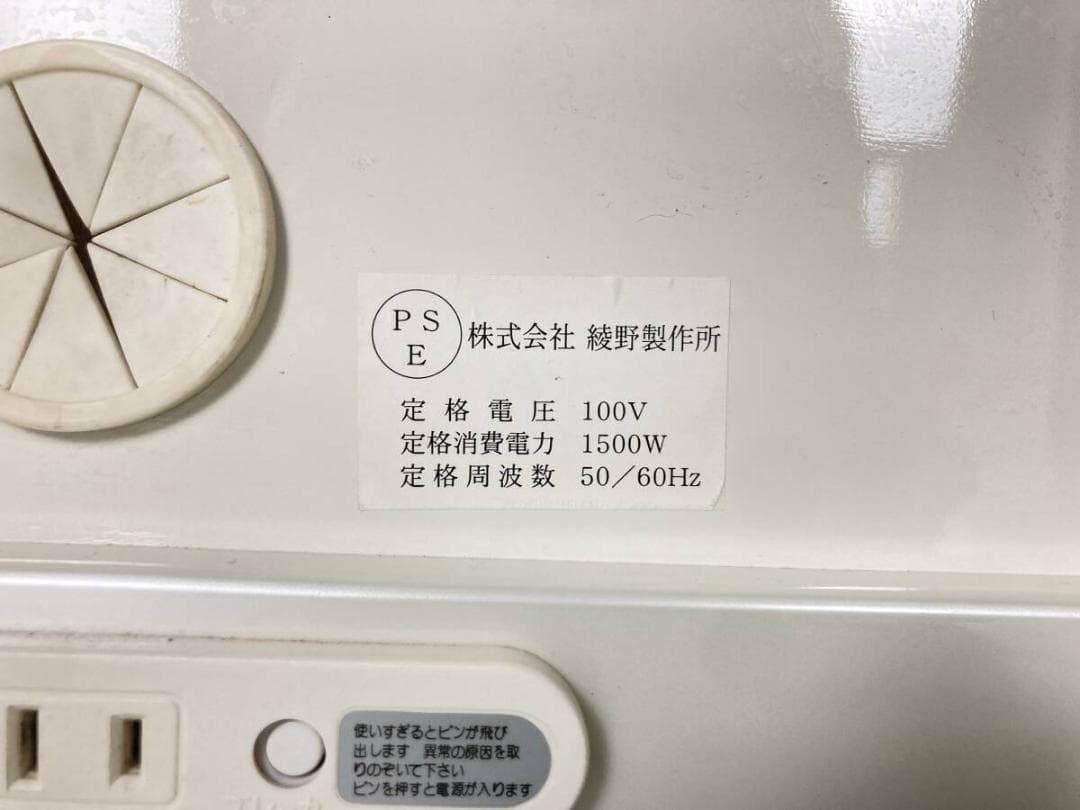 PS
E
株式会社 綾野製作所
定格電圧 100V
定格消費電力 1500W
定格周波数 50／60Hz
使いすぎるとピンが飛び
出します 異常の原因を取
りのぞいて下さい
ピンを押すと電源が入ります